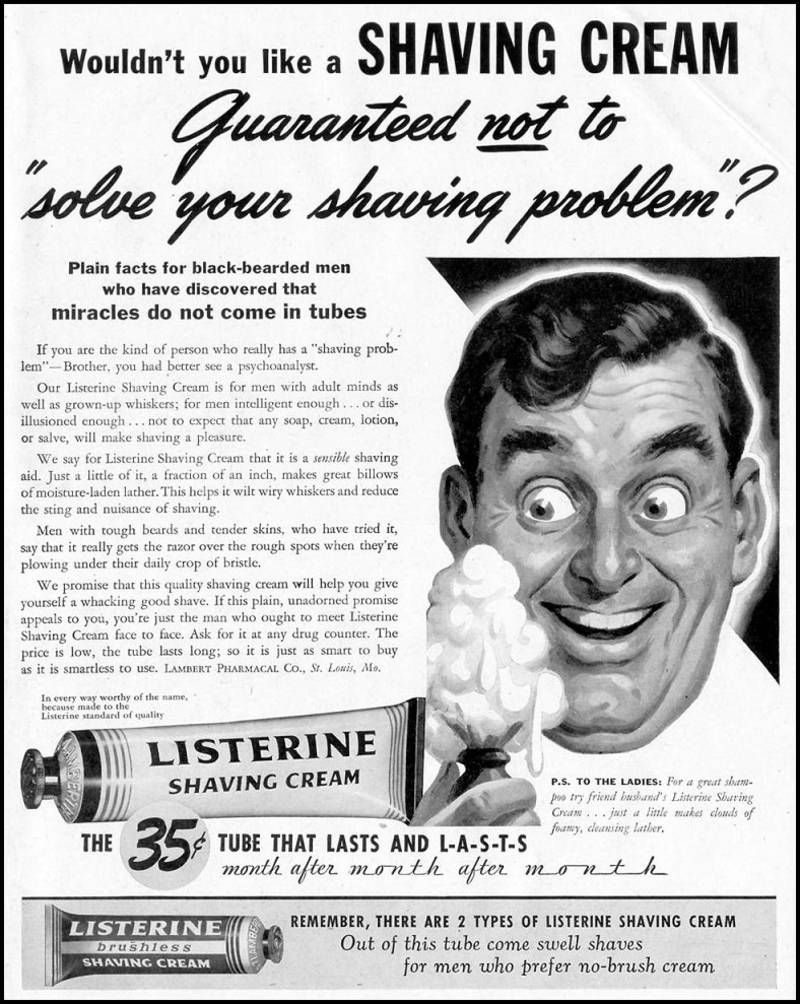 Wouldn't you like a SHAVING CREAM
Guaranteed not to
"solve your shaving problem"?
Plain facts for black-bearded men
who have discovered that
miracles do not come in tubes
If you are the kind of person who really has a "shaving prob-
lem"—Brother, you had better see a psychoanalyst.
Our Listerine Shaving Cream is for men with adult minds as
well as grown-up whiskers; for men intelligent enough . . . or dis-
illusioned enough . . . not to expect that any soap, cream, lotion,
or salve, will make shaving a pleasure.
We say for Listerine Shaving Cream that it is a sensible shaving
aid. Just a little of it, a fraction of an inch, makes great billows
of moisture-laden lather. This helps it wilt wiry whiskers and reduce
the sting and nuisance of shaving.
Men with tough beards and tender skins, who have tried it,
say that it really gets the razor over the rough spots when they're
plowing under their daily crop of bristle.
We promise that this quality shaving cream will help you give
yourself a whacking good shave. If this plain, unadorned promise
appeals to you, you're just the man who ought to meet Listerine
Shaving Cream face to face. Ask for it at any drug counter. The
price is low, the tube lasts long; so it is just as smart to buy
as it is smartless to use. LAMBERT PHARMACAL CO., St. Louis, Mo.
In every way worthy of the name,
because made to the
Listerine standard of quality
LISTERINE
SHAVING CREAM
P.S. TO THE LADIES: For a great sham-
poo try friend husband's Listerine Shaving
Cream . . . just a little makes clouds of
foamy, cleansing lather.
THE 35¢ TUBE THAT LASTS AND L-A-S-T-S
month after month after month
LISTERINE
brushless
SHAVING CREAM
REMEMBER, THERE ARE 2 TYPES OF LISTERINE SHAVING CREAM
Out of this tube come swell shaves
for men who prefer no-brush cream